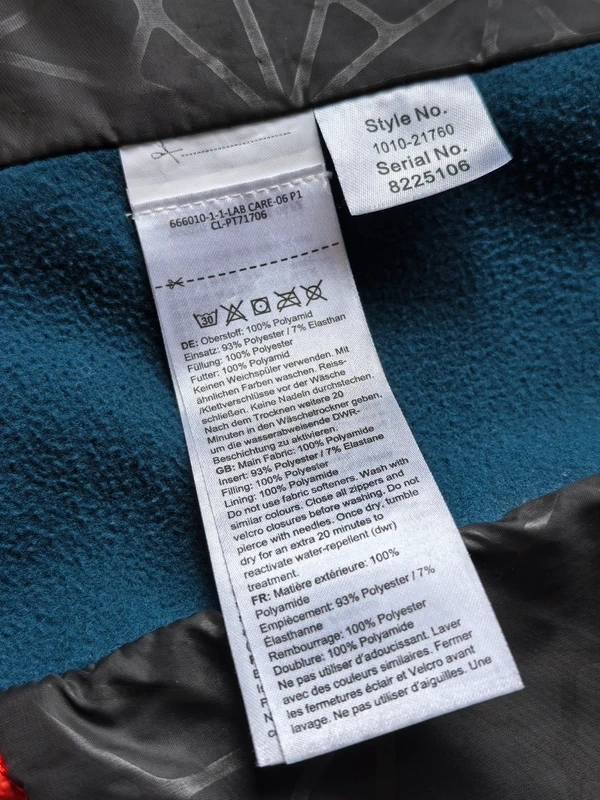 Style No.
1010-21760
Serial No.
8225106
666010-1-1-LAB CARE-06 P1
CL-PT71706
30
DE: Oberstoff: 100% Polyamid
Einsatz: 93% Polyester / 7% Elasthan
Füllung: 100% Polyester
Futter: 100% Polyamid
Keinen Weichspüler verwenden. Mit
ähnlichen Farben waschen. Reiss-
/Klettverschlüsse vor der Wäsche
schließen. Keine Nadeln durchstechen.
Nach dem Trocknen weitere 20
Minuten in den Wäschetrockner geben,
um die wasserabweisende DWR-
Beschichtung zu aktivieren.
GB: Main Fabric: 100% Polyamide
Insert: 93% Polyester / 7% Elastane
Filling: 100% Polyester
Lining: 100% Polyamide
Do not use fabric softeners. Wash with
similar colours. Close all zippers and
velcro closures before washing. Do not
pierce with needles. Once dry, tumble
dry for an extra 20 minutes to
reactivate water-repellent (dwr)
treatment.
FR: Matière extérieure: 100%
Polyamide
Empiècement: 93% Polyester / 7%
Élasthanne
Rembourrage: 100% Polyester
Doublure: 100% Polyamide
Ne pas utiliser d'adoucissant. Laver
avec des couleurs similaires. Fermer
les fermetures éclair et Velcro avant
lavage. Ne pas utiliser d'aiguilles. Une